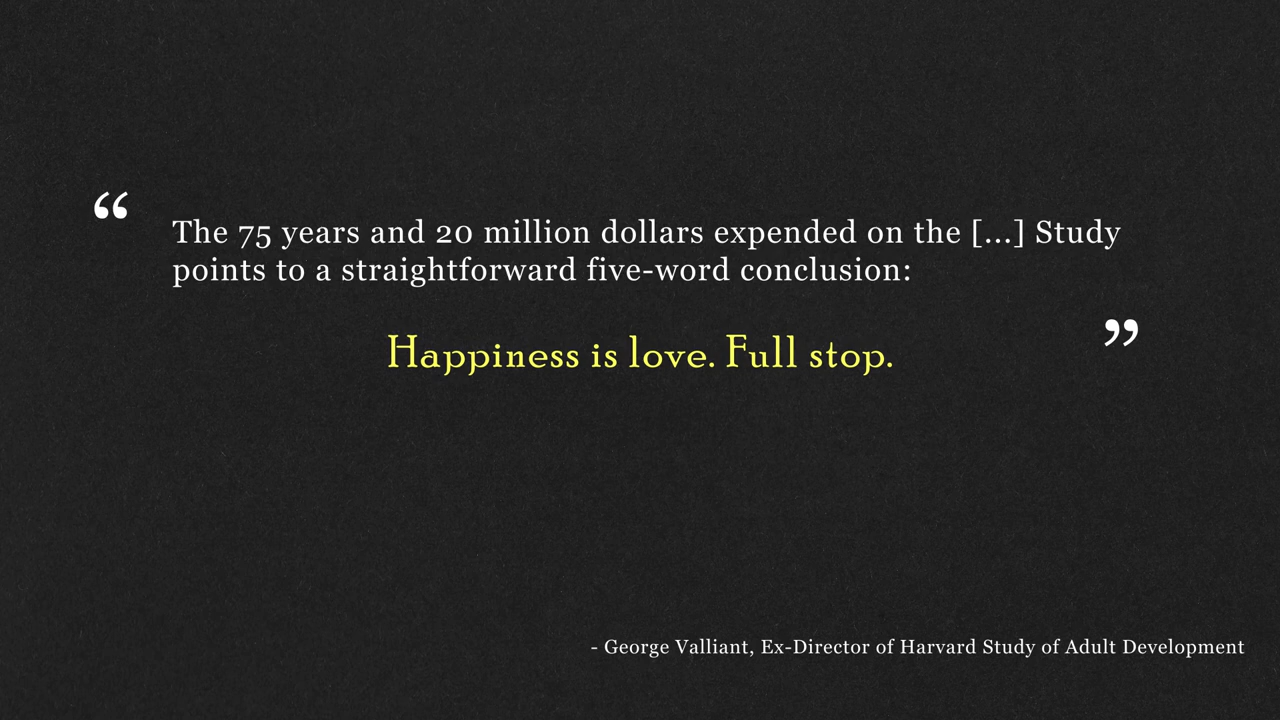 “
The 75 years and 20 million dollars expended on the [...] Study
points to a straightforward five-word conclusion:
Happiness is love. Full stop.
”
- George Valliant, Ex-Director of Harvard Study of Adult Development